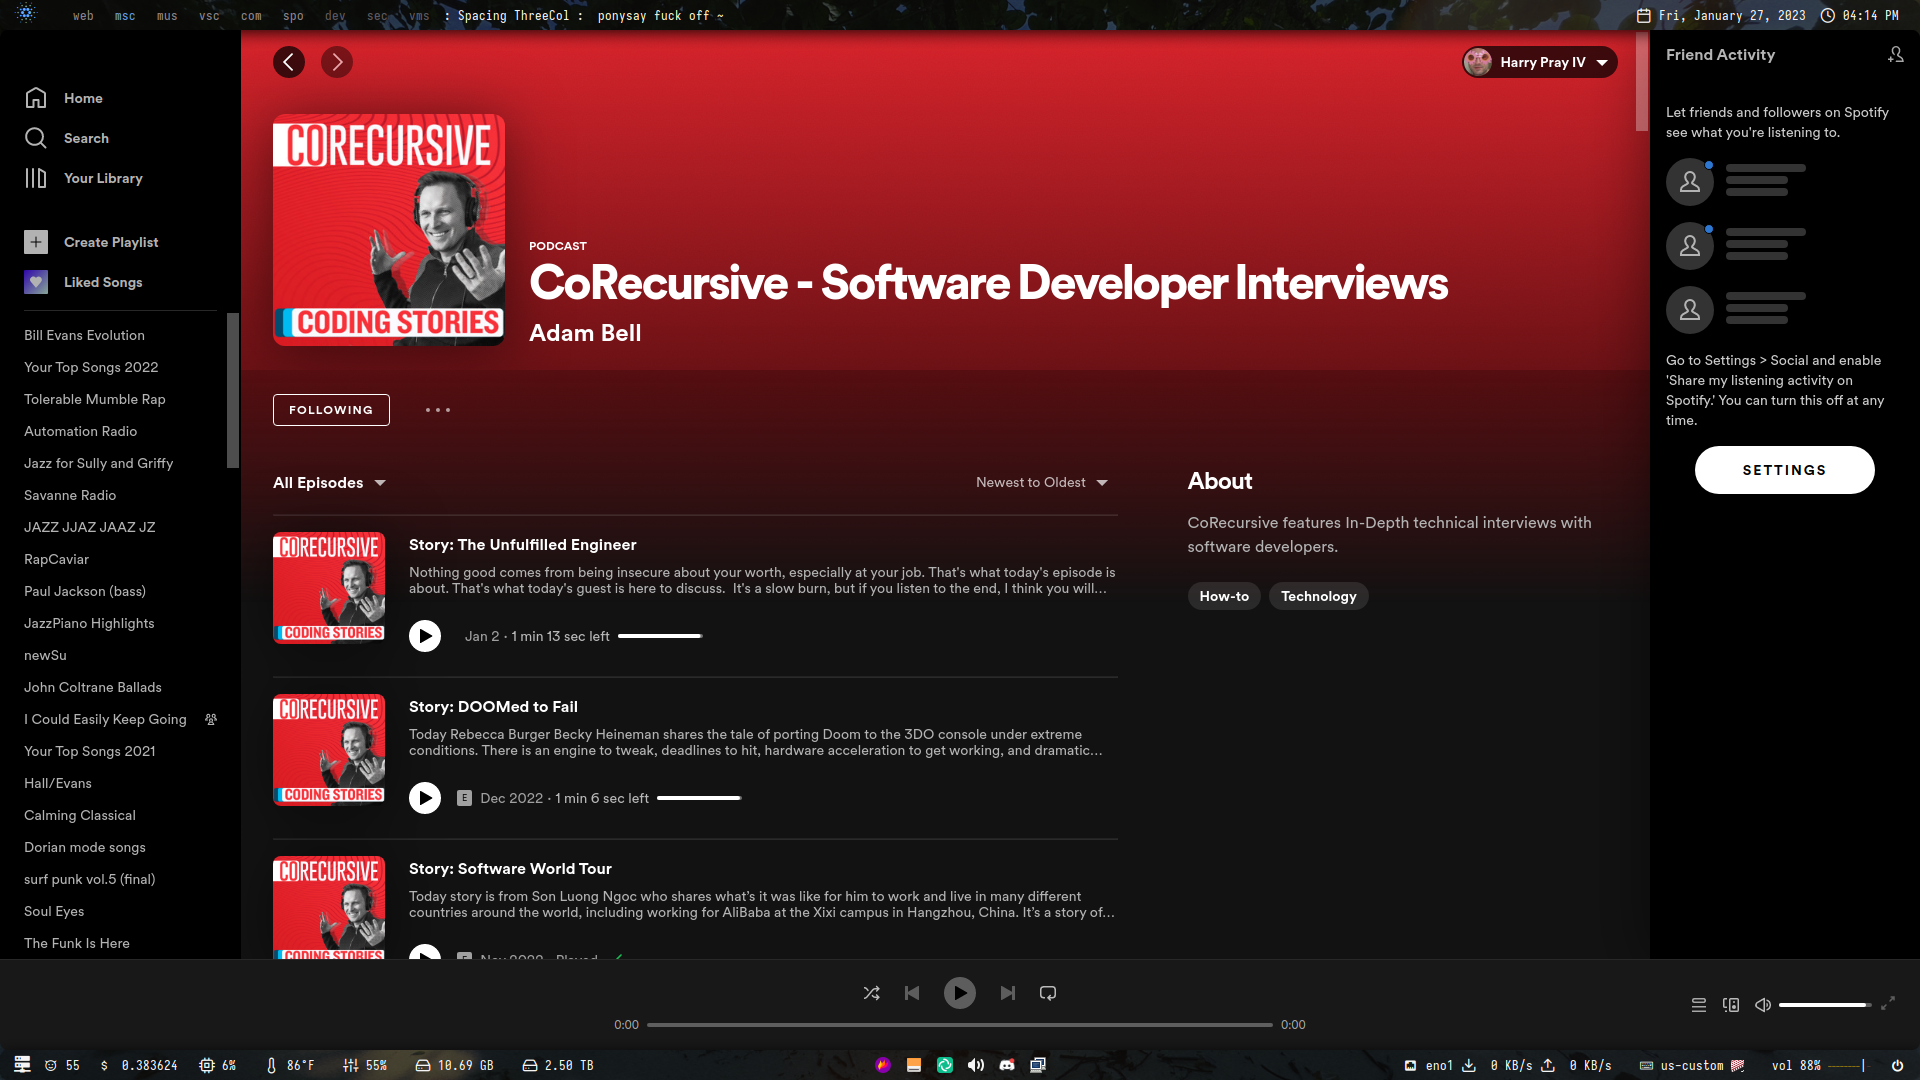 web msc mus vsc com spo dev sec vms : Spacing ThreeCol : ponysay fuck off ~
Fri, January 27, 2023 04:14 PM
Home
Search
Your Library
Create Playlist
Liked Songs
Bill Evans Evolution
Your Top Songs 2022
Tolerable Mumble Rap
Automation Radio
Jazz for Sully and Griffy
Savanne Radio
JAZZ JJAZ JAAZ JZ
RapCaviar
Paul Jackson (bass)
JazzPiano Highlights
newSu
John Coltrane Ballads
I Could Easily Keep Going
Your Top Songs 2021
Hall/Evans
Calming Classical
Dorian mode songs
surf punk vol.5 (final)
Soul Eyes
The Funk Is Here
Harry Pray IV
CORECURSIVE
CODING STORIES
PODCAST
CoRecursive - Software Developer Interviews
Adam Bell
FOLLOWING
All Episodes
Newest to Oldest
CORECURSIVE
CODING STORIES
Story: The Unfulfilled Engineer
Nothing good comes from being insecure about your worth, especially at your job. That's what today's episode is
about. That's what today's guest is here to discuss.  It's a slow burn, but if you listen to the end, I think you will...
Jan 2 · 1 min 13 sec left
CORECURSIVE
CODING STORIES
Story: DOOMed to Fail
Today Rebecca Burger Becky Heineman shares the tale of porting Doom to the 3DO console under extreme
conditions. There is an engine to tweak, deadlines to hit, hardware acceleration to get working, and dramatic...
E Dec 2022 · 1 min 6 sec left
CORECURSIVE
CODING STORIES
Story: Software World Tour
Today story is from Son Luong Ngoc who shares what’s it was like for him to work and live in many different
countries around the world, including working for AliBaba at the Xixi campus in Hangzhou, China. It’s a story of...
E Nov 2022 · Played
About
CoRecursive features In-Depth technical interviews with
software developers.
How-to
Technology
Friend Activity
Let friends and followers on Spotify
see what you're listening to.
Go to Settings > Social and enable
'Share my listening activity on
Spotify.' You can turn this off at any
time.
SETTINGS
0:00
0:00
55 $ 0.383624 6% 86°F 55% 10.69 GB 2.50 TB
eno1 0 KB/s 0 KB/s us-custom vol 88%